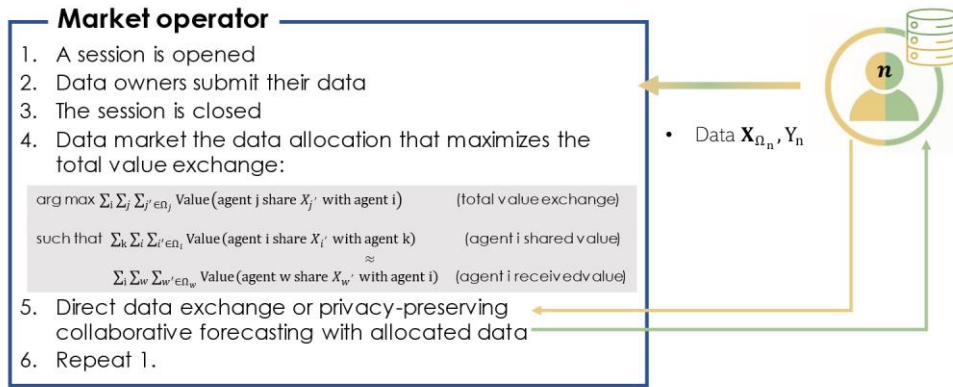 Market operator
1. A session is opened
2. Data owners submit their data
3. The session is closed
4. Data market the data allocation that maximizes the
total value exchange:
arg max ∑ᵢ ∑ⱼ ∑ⱼ′∈Ωⱼ Value(agent j share Xⱼ′ with agent i) (total value exchange)
such that ∑ₖ ∑ᵢ ∑ᵢ′∈Ωᵢ Value(agent i share Xᵢ′ with agent k) (agent i shared value)
≈
∑ᵢ ∑w ∑w′∈Ωw Value(agent w share Xw′ with agent i) (agent i receivedvalue)
5. Direct data exchange or privacy-preserving
collaborative forecasting with allocated data
6. Repeat 1.
n
• Data XΩₙ, Yₙ